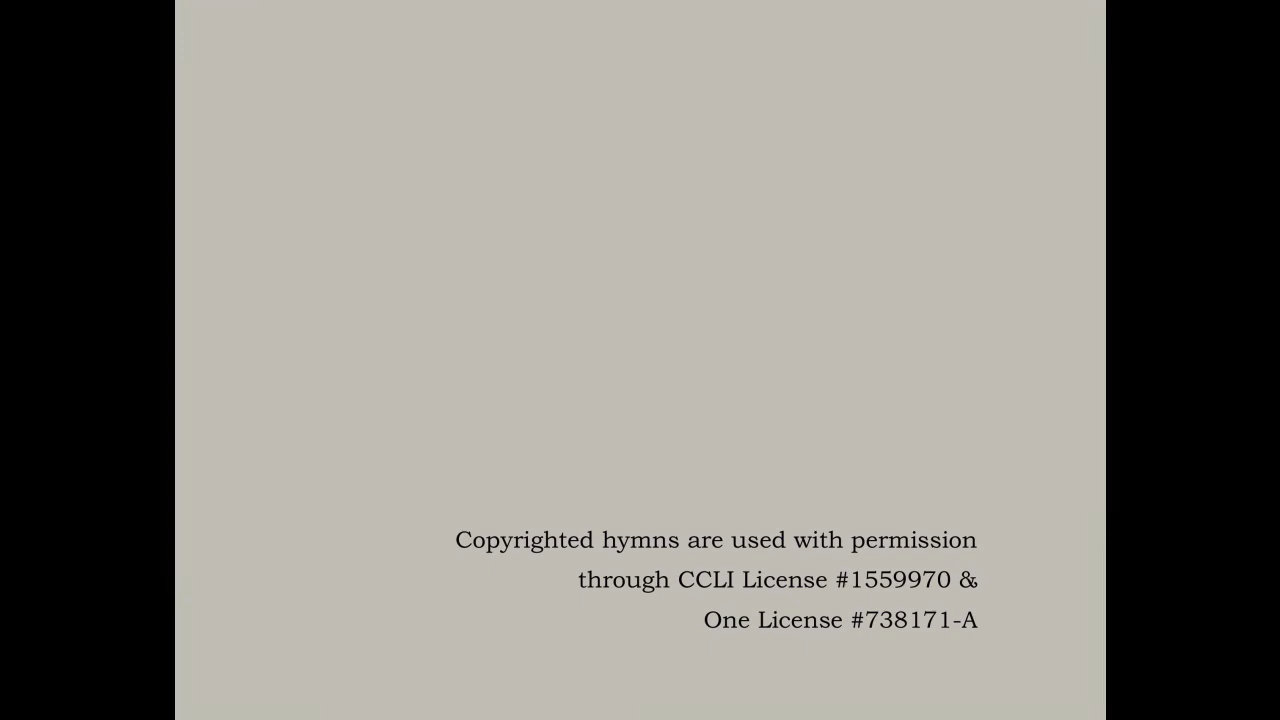 Copyrighted hymns are used with permission
through CCLI License #1559970 &
One License #738171-A